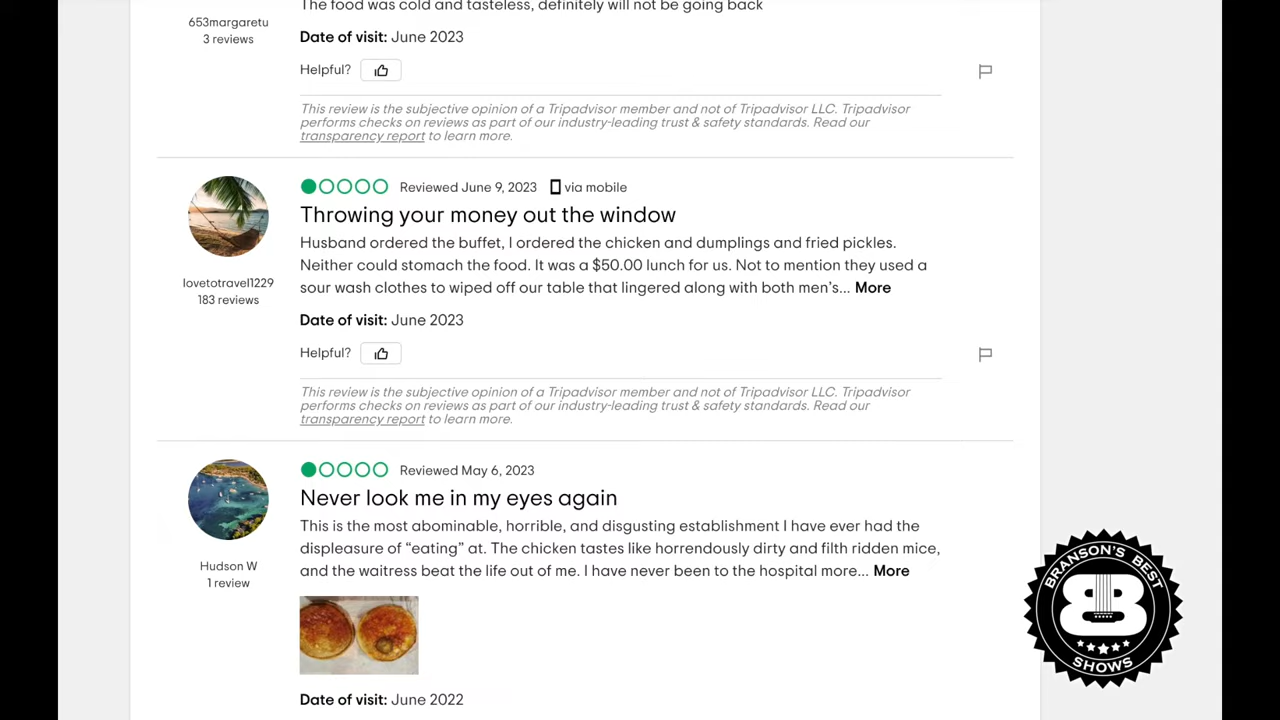 The food was cold and tasteless, definitely will not be going back
653margaretu
3 reviews
Date of visit: June 2023
Helpful?
This review is the subjective opinion of a Tripadvisor member and not of Tripadvisor LLC. Tripadvisor
performs checks on reviews as part of our industry-leading trust & safety standards. Read our
transparency report to learn more.
Reviewed June 9, 2023 via mobile
Throwing your money out the window
Husband ordered the buffet, I ordered the chicken and dumplings and fried pickles.
Neither could stomach the food. It was a $50.00 lunch for us. Not to mention they used a
sour wash clothes to wiped off our table that lingered along with both men's... More
lovetotravel1229
183 reviews
Date of visit: June 2023
Helpful?
This review is the subjective opinion of a Tripadvisor member and not of Tripadvisor LLC. Tripadvisor
performs checks on reviews as part of our industry-leading trust & safety standards. Read our
transparency report to learn more.
Reviewed May 6, 2023
Never look me in my eyes again
This is the most abominable, horrible, and disgusting establishment I have ever had the
displeasure of “eating” at. The chicken tastes like horrendously dirty and filth ridden mice,
and the waitress beat the life out of me. I have never been to the hospital more... More
Hudson W
1 review
Date of visit: June 2022
BRANSON'S BEST
BB
SHOWS